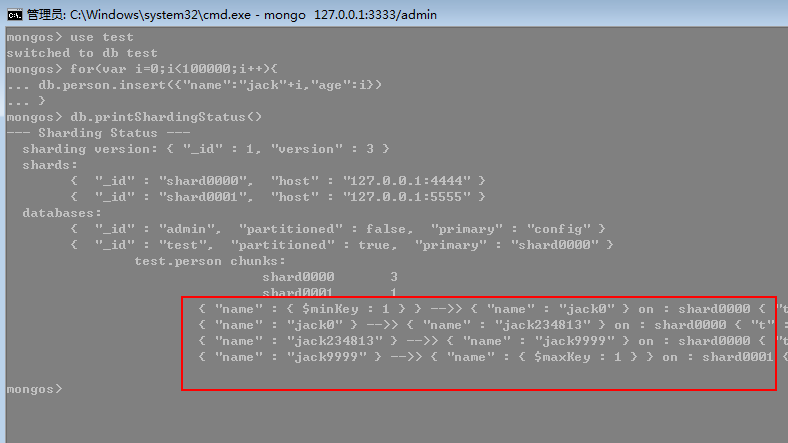 管理员: C:\Windows\system32\cmd.exe - mongo  127.0.0.1:3333/admin
mongos> use test
switched to db test
mongos> for(var i=0;i<100000;i++){
... db.person.insert({"name":"jack"+i,"age":i})
... }
mongos> db.printShardingStatus()
--- Sharding Status ---
  sharding version: { "_id" : 1, "version" : 3 }
  shards:
        {  "_id" : "shard0000",  "host" : "127.0.0.1:4444" }
        {  "_id" : "shard0001",  "host" : "127.0.0.1:5555" }
  databases:
        {  "_id" : "admin",  "partitioned" : false,  "primary" : "config" }
        {  "_id" : "test",  "partitioned" : true,  "primary" : "shard0000" }
                test.person chunks:
                                shard0000       3
                                shard0001       1
                        { "name" : { $minKey : 1 } } -->> { "name" : "jack0" } on : shard0000 { "t
                        { "name" : "jack0" } -->> { "name" : "jack234813" } on : shard0000 { "t" :
                        { "name" : "jack234813" } -->> { "name" : "jack9999" } on : shard0000 { "t
                        { "name" : "jack9999" } -->> { "name" : { $maxKey : 1 } } on : shard0001 {
mongos>